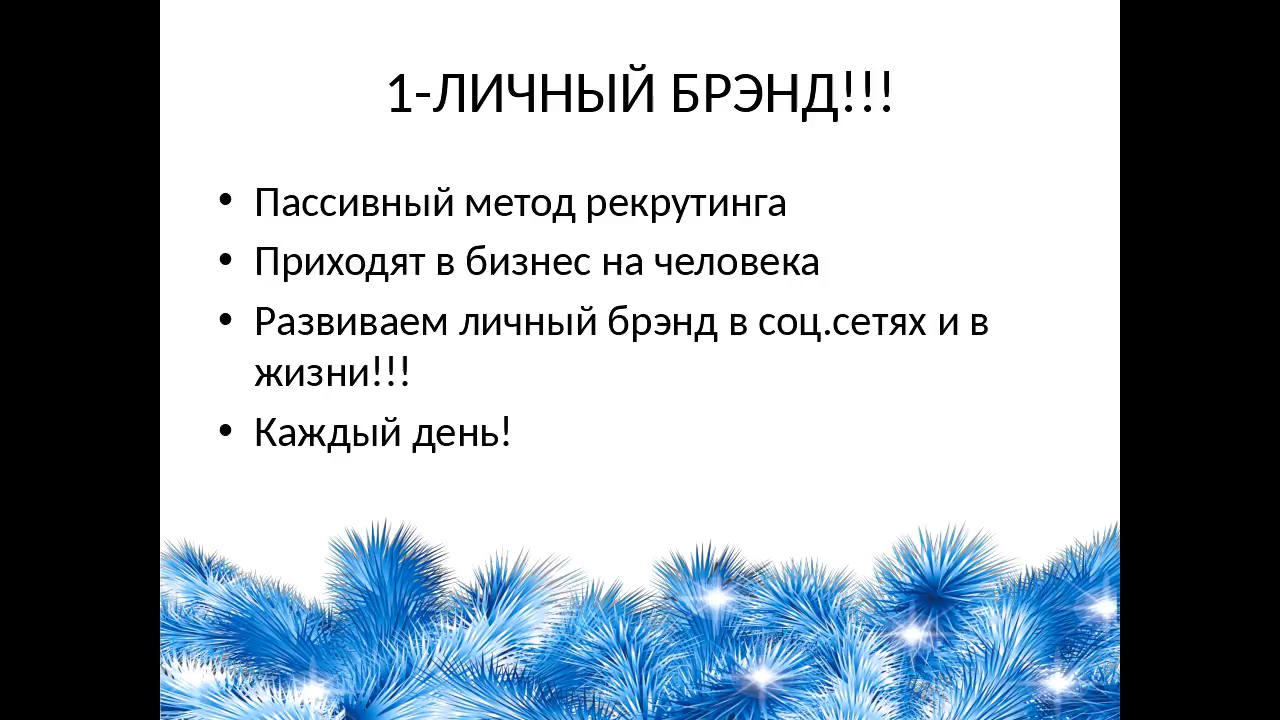 1-ЛИЧНЫЙ БРЭНД!!!
• Пассивный метод рекрутинга
• Приходят в бизнес на человека
• Развиваем личный брэнд в соц.сетях и в
жизни!!!
• Каждый день!